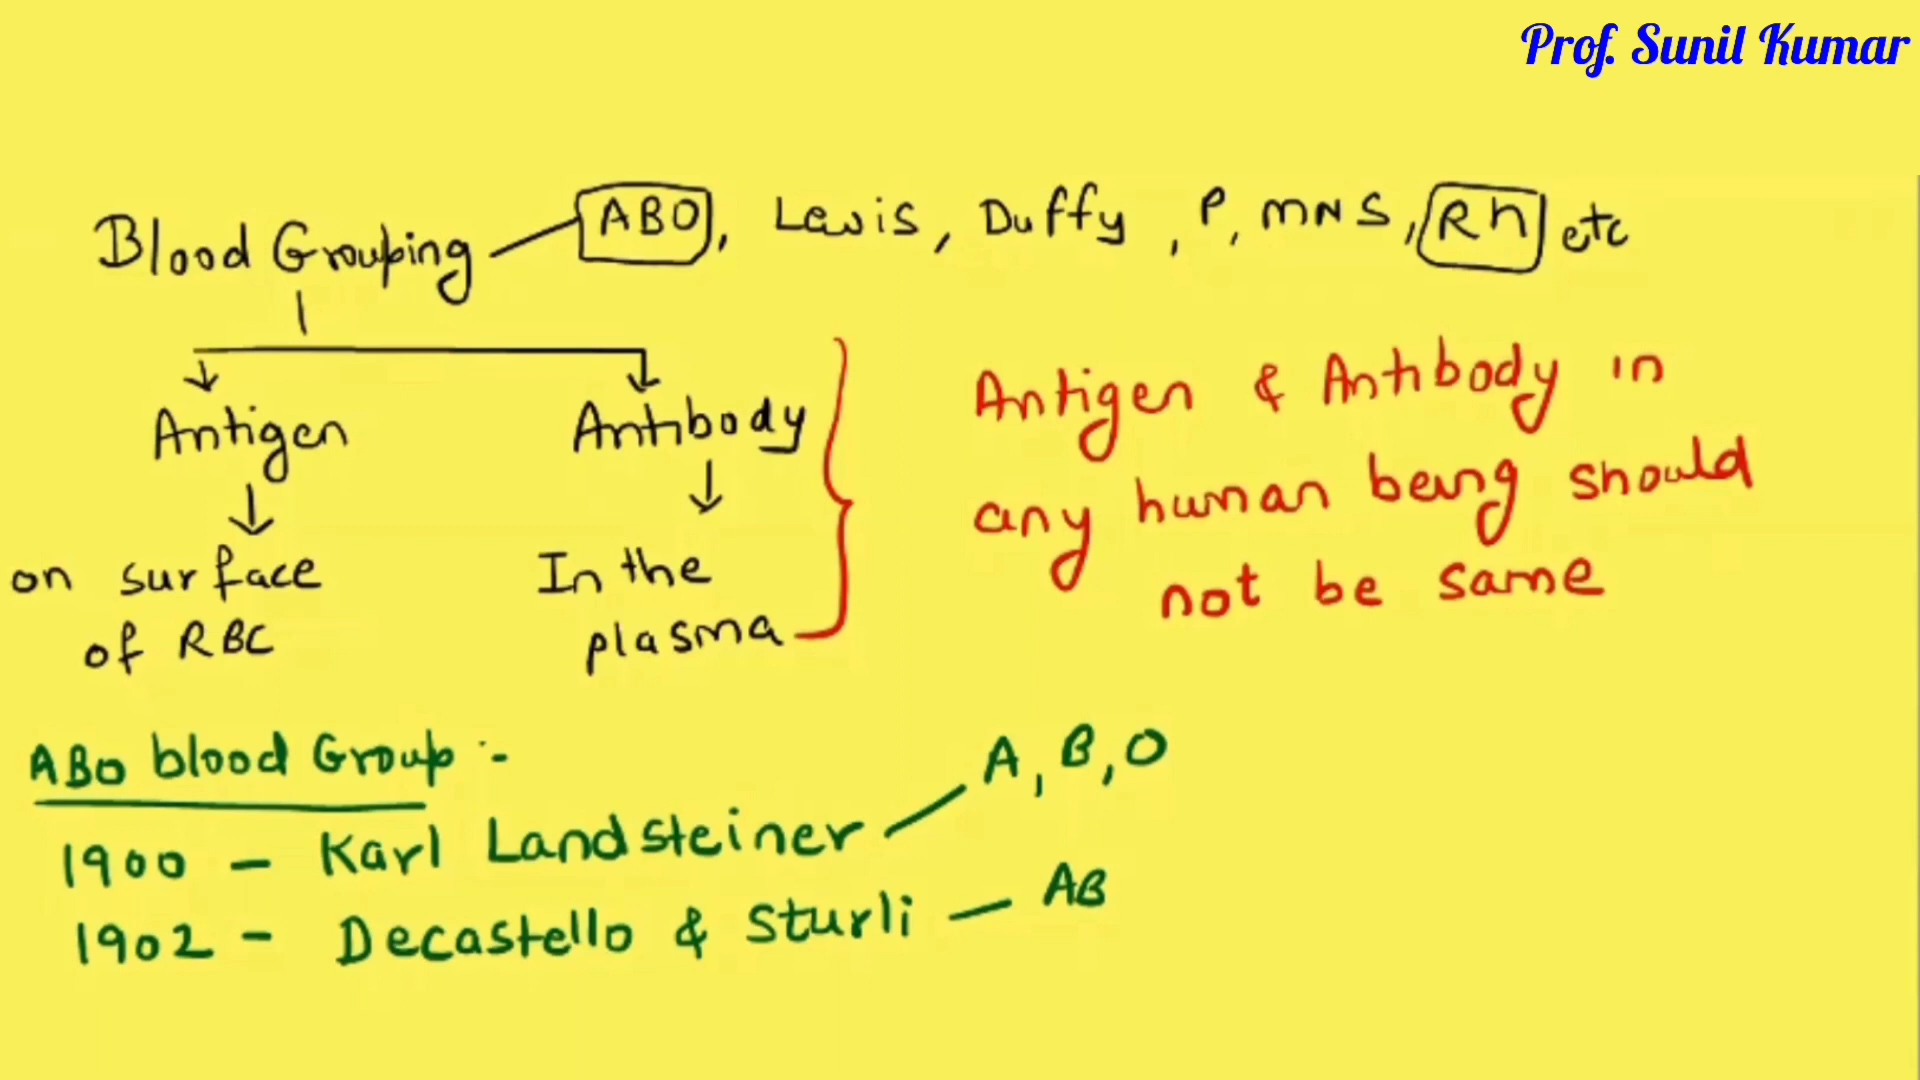 Prof. Sunil Kumar
Blood Grouping — ABO, Lewis, Duffy, P, MNS, Rh etc
Antigen Antibody
on surface of RBC
In the plasma
Antigen & Antibody in
any human being should
not be same
ABO blood Group :-
1900 - Karl Landsteiner — A, B, O
1902 - Decastello & Sturli — AB